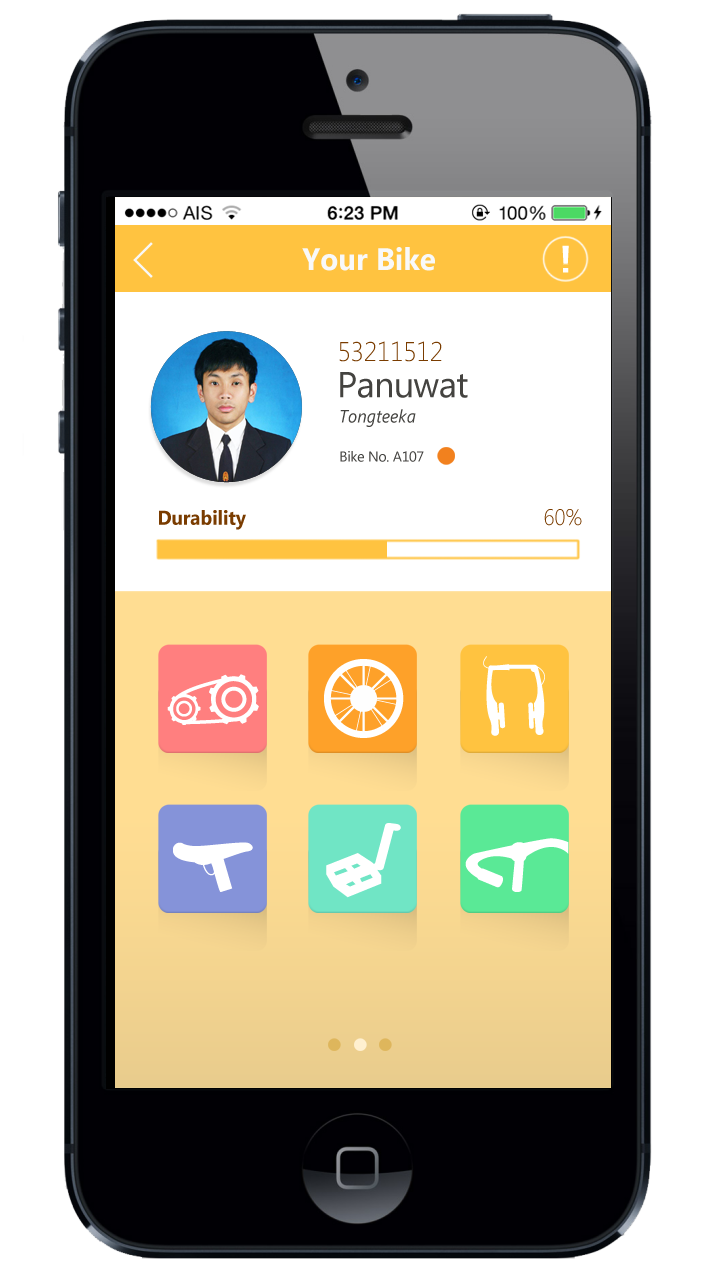 AIS 6:23 PM 100%
Your Bike !
53211512
Panuwat
Tongteeka
Bike No. A107
Durability 60%